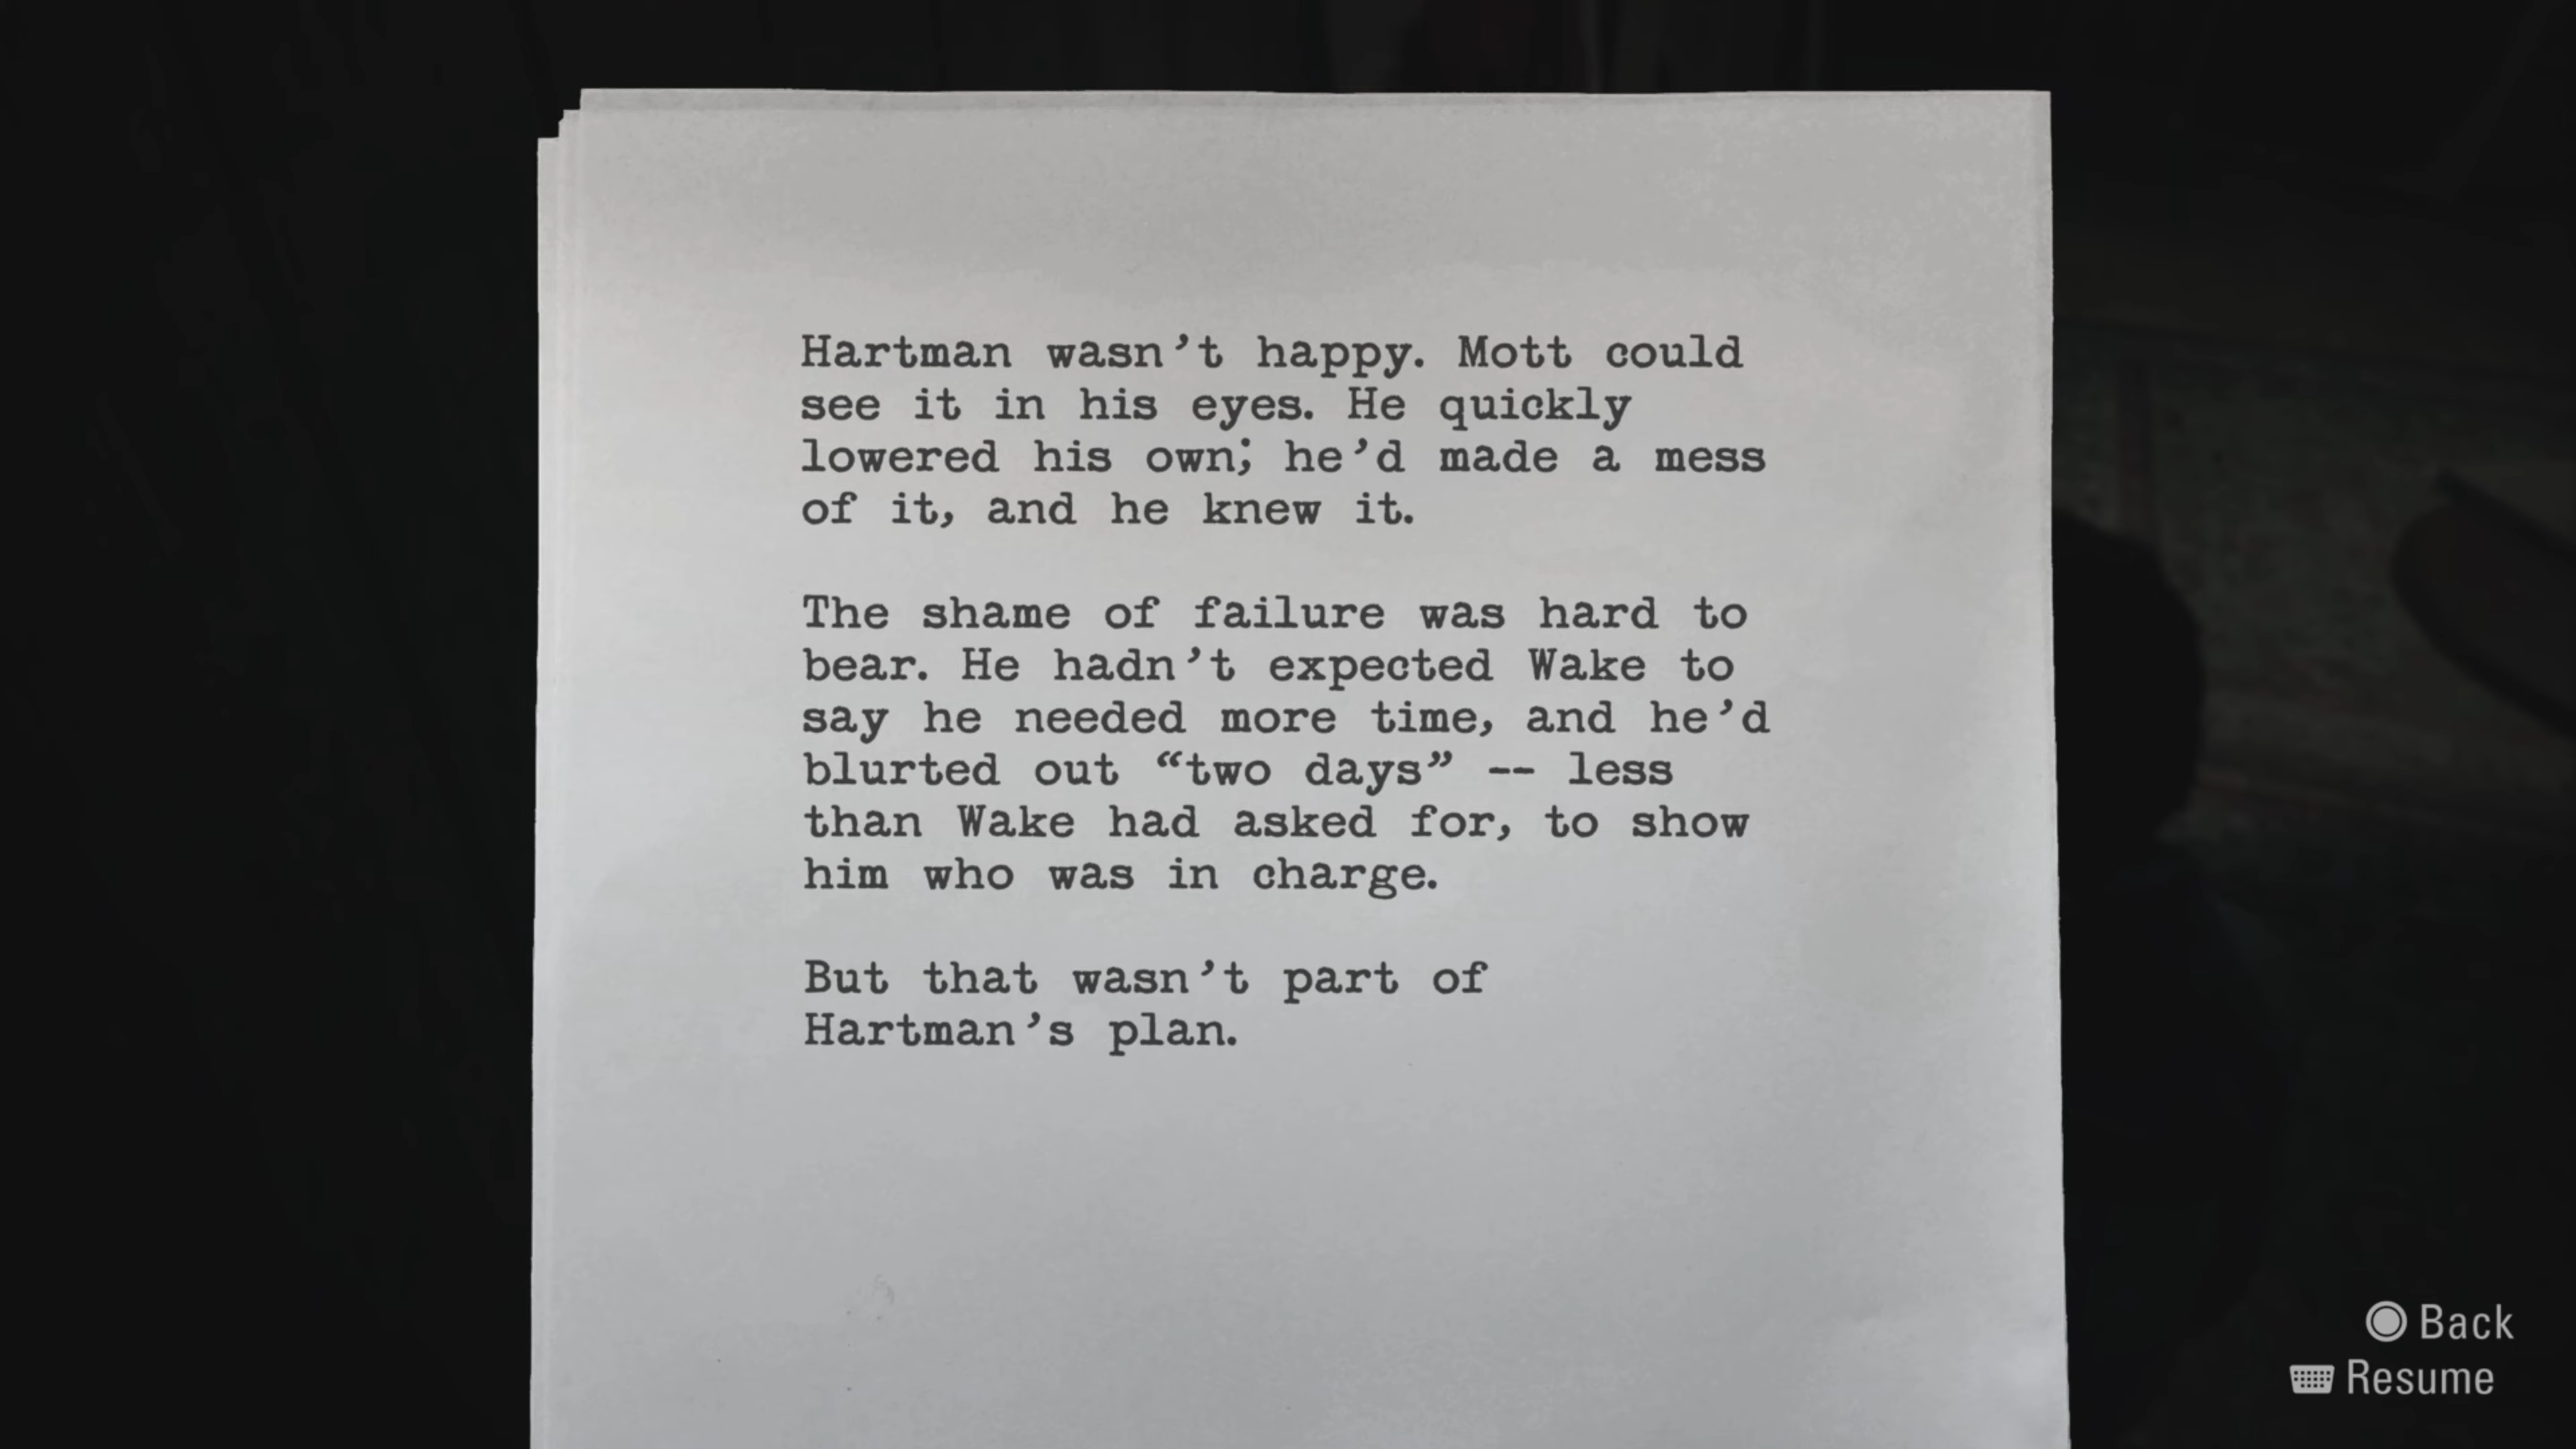 Hartman wasn’t happy. Mott could
see it in his eyes. He quickly
lowered his own; he’d made a mess
of it, and he knew it.
The shame of failure was hard to
bear. He hadn’t expected Wake to
say he needed more time, and he’d
blurted out “two days” -- less
than Wake had asked for, to show
him who was in charge.
But that wasn’t part of
Hartman’s plan.
Back
Resume